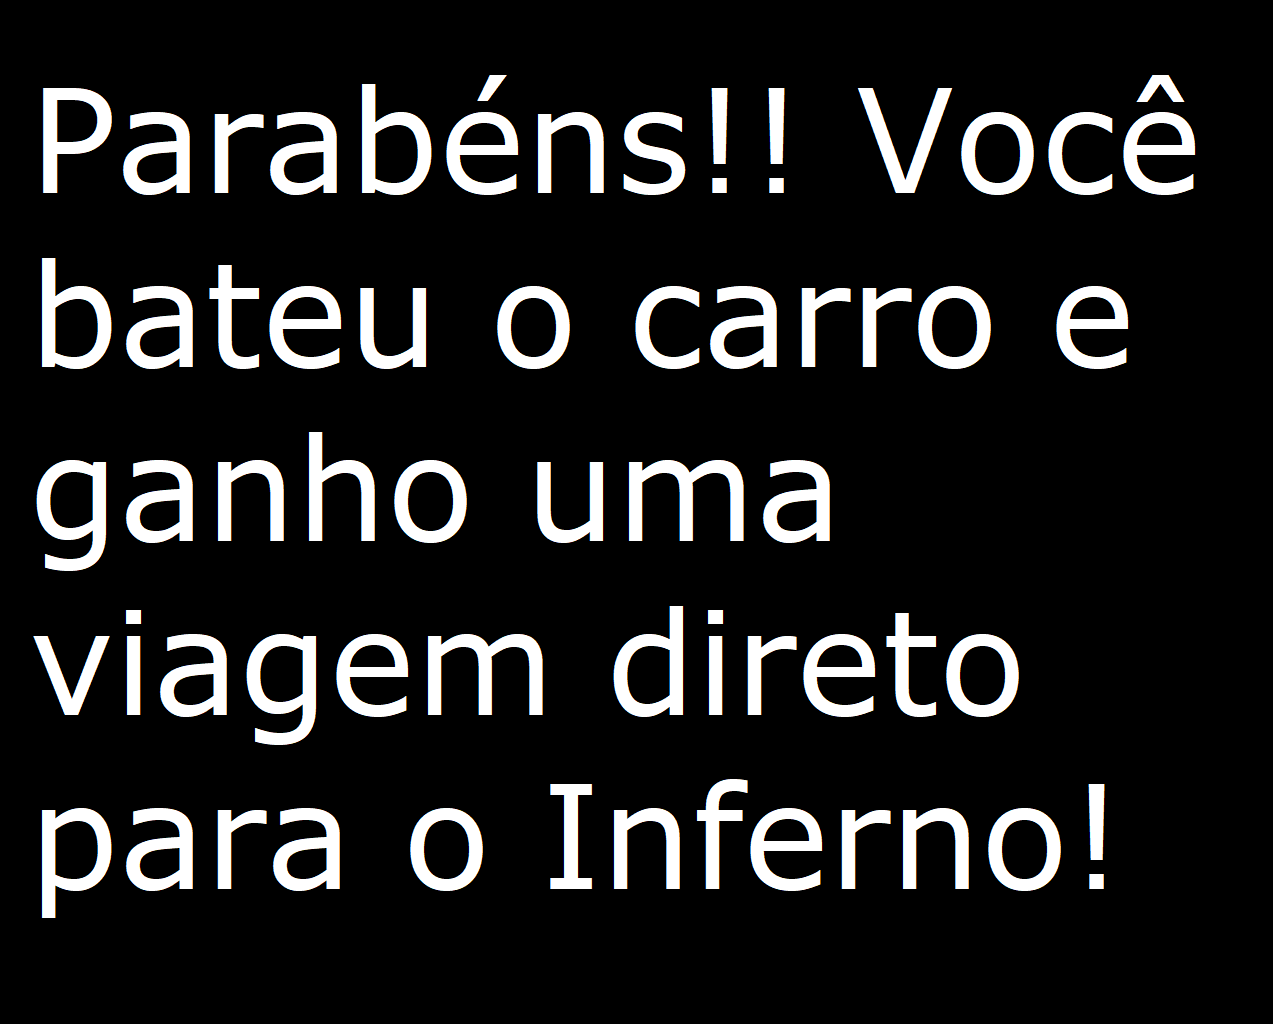 Parabéns!! Você
bateu o carro e
ganho uma
viagem direto
para o Inferno!